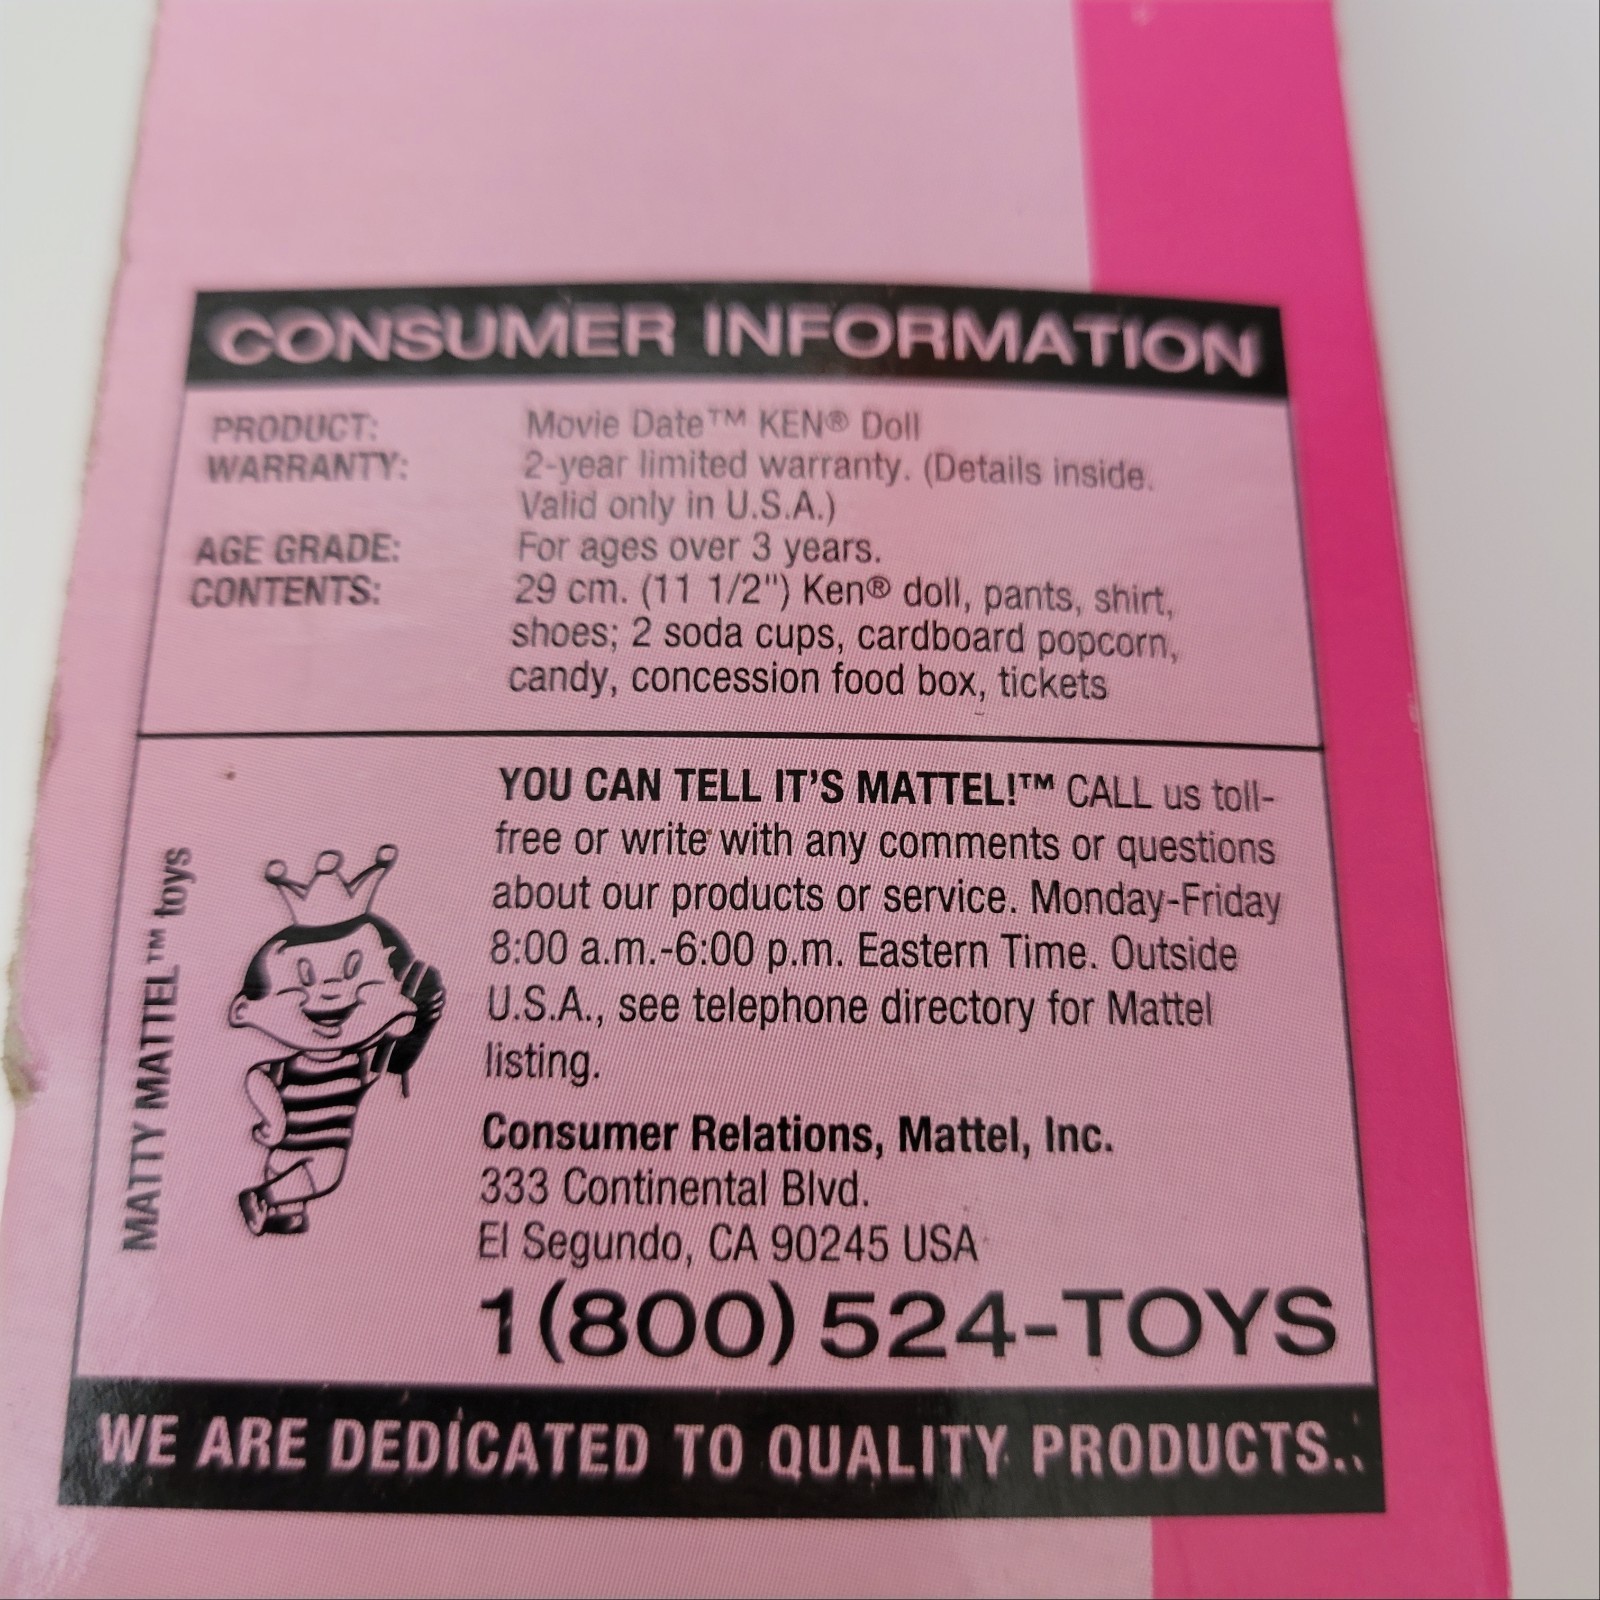 CONSUMER INFORMATION
PRODUCT: Movie Date™ KEN® Doll
WARRANTY: 2-year limited warranty. (Details inside.
Valid only in U.S.A.)
AGE GRADE: For ages over 3 years.
CONTENTS: 29 cm. (11 1/2") Ken® doll, pants, shirt,
shoes; 2 soda cups, cardboard popcorn,
candy, concession food box, tickets
MATTY MATTEL™ toys
YOU CAN TELL IT'S MATTEL!™ CALL us toll-
free or write with any comments or questions
about our products or service. Monday-Friday
8:00 a.m.-6:00 p.m. Eastern Time. Outside
U.S.A., see telephone directory for Mattel
listing.
Consumer Relations, Mattel, Inc.
333 Continental Blvd.
El Segundo, CA 90245 USA
1(800) 524-TOYS
WE ARE DEDICATED TO QUALITY PRODUCTS..